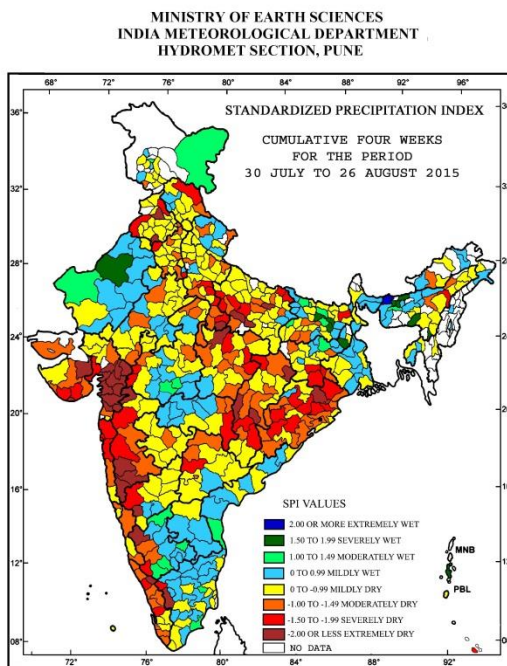 MINISTRY OF EARTH SCIENCES
INDIA METEOROLOGICAL DEPARTMENT
HYDROMET SECTION, PUNE
68° 72° 76° 80° 84° 88° 92° 96°
36°
STANDARDIZED PRECIPITATION INDEX
CUMULATIVE FOUR WEEKS
FOR THE PERIOD
30 JULY TO 26 AUGUST 2015
32°
28°
24°
20°
16°
12°
08°
SPI VALUES
2.00 OR MORE EXTREMELY WET
1.50 TO 1.99 SEVERELY WET
1.00 TO 1.49 MODERATELY WET
0 TO 0.99 MILDLY WET
0 TO -0.99 MILDLY DRY
-1.00 TO -1.49 MODERATELY DRY
-1.50 TO -1.99 SEVERELY DRY
-2.00 OR LESS EXTREMELY DRY
NO DATA
MNB
PBL
72° 76° 80° 84° 88° 92°